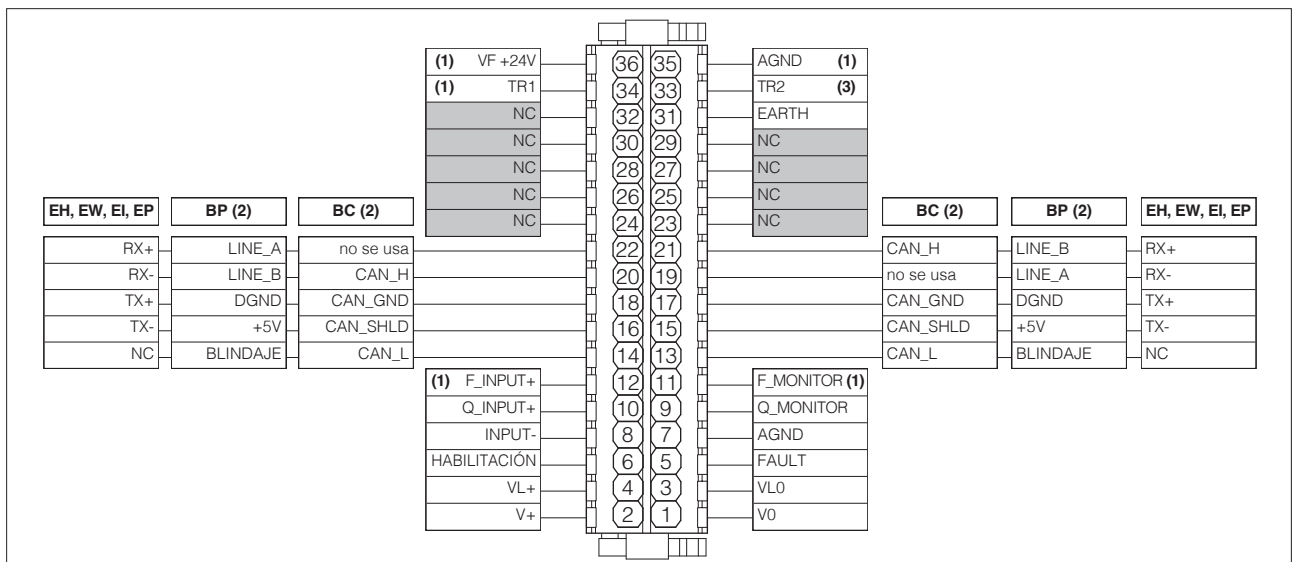 (1) VF +24V 36 35 AGND (1)
(1) TR1 34 33 TR2 (3)
NC 32 31 EARTH
NC 30 29 NC
NC 28 27 NC
NC 26 25 NC
NC 24 23 NC
EH, EW, EI, EP BP (2) BC (2) BC (2) BP (2) EH, EW, EI, EP
RX+ LINE_A no se usa 22 21 CAN_H LINE_B RX+
RX- LINE_B CAN_H 20 19 no se usa LINE_A RX-
TX+ DGND CAN_GND 18 17 CAN_GND DGND TX+
TX- +5V CAN_SHLD 16 15 CAN_SHLD +5V TX-
NC BLINDAJE CAN_L 14 13 CAN_L BLINDAJE NC
(1) F_INPUT+ 12 11 F_MONITOR (1)
Q_INPUT+ 10 9 Q_MONITOR
INPUT- 8 7 AGND
HABILITACIÓN 6 5 FAULT
VL+ 4 3 VL0
V+ 2 1 V0